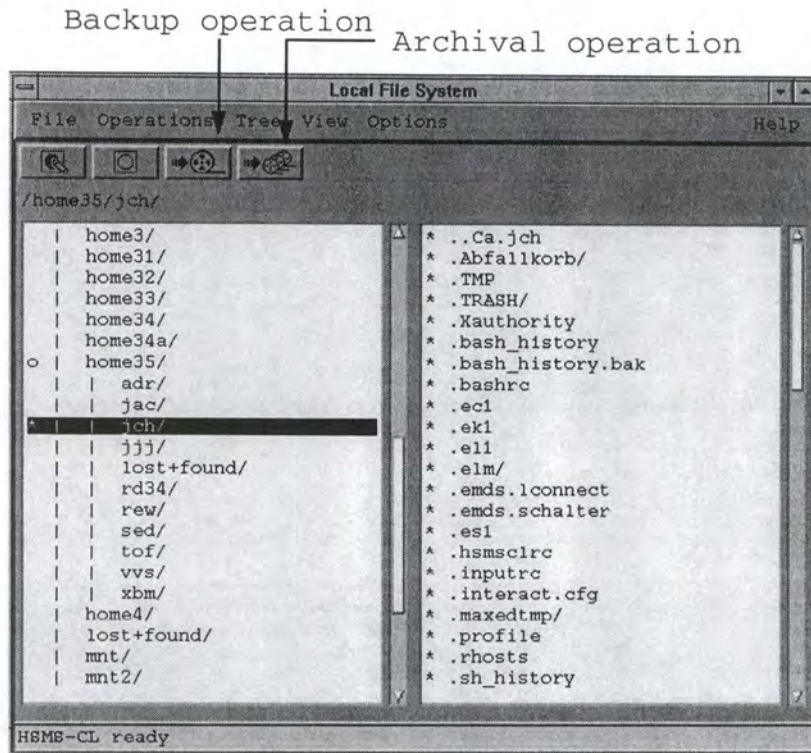 Backup operation
Archival operation
Local File System
File Operations Tree View Options Help
/home35/jch/
| home3/
| home31/
| home32/
| home33/
| home34/
| home34a/
o | home35/
| | adr/
| | jac/
* | | jch/
| | jjj/
| | lost+found/
| | rd34/
| | rew/
| | sed/
| | tof/
| | vvs/
| | xbm/
| home4/
| lost+found/
| mnt/
| mnt2/
* ..Ca.jch
* .Abfallkorb/
* .TMP
* .TRASH/
* .Xauthority
* .bash_history
* .bash_history.bak
* .bashrc
* .ec1
* .ek1
* .el1
* .elm/
* .emds.lconnect
* .emds.schalter
* .es1
* .hsmsclrc
* .inputrc
* .interact.cfg
* .maxedtmp/
* .profile
* .rhosts
* .sh_history
HSMS-CL ready